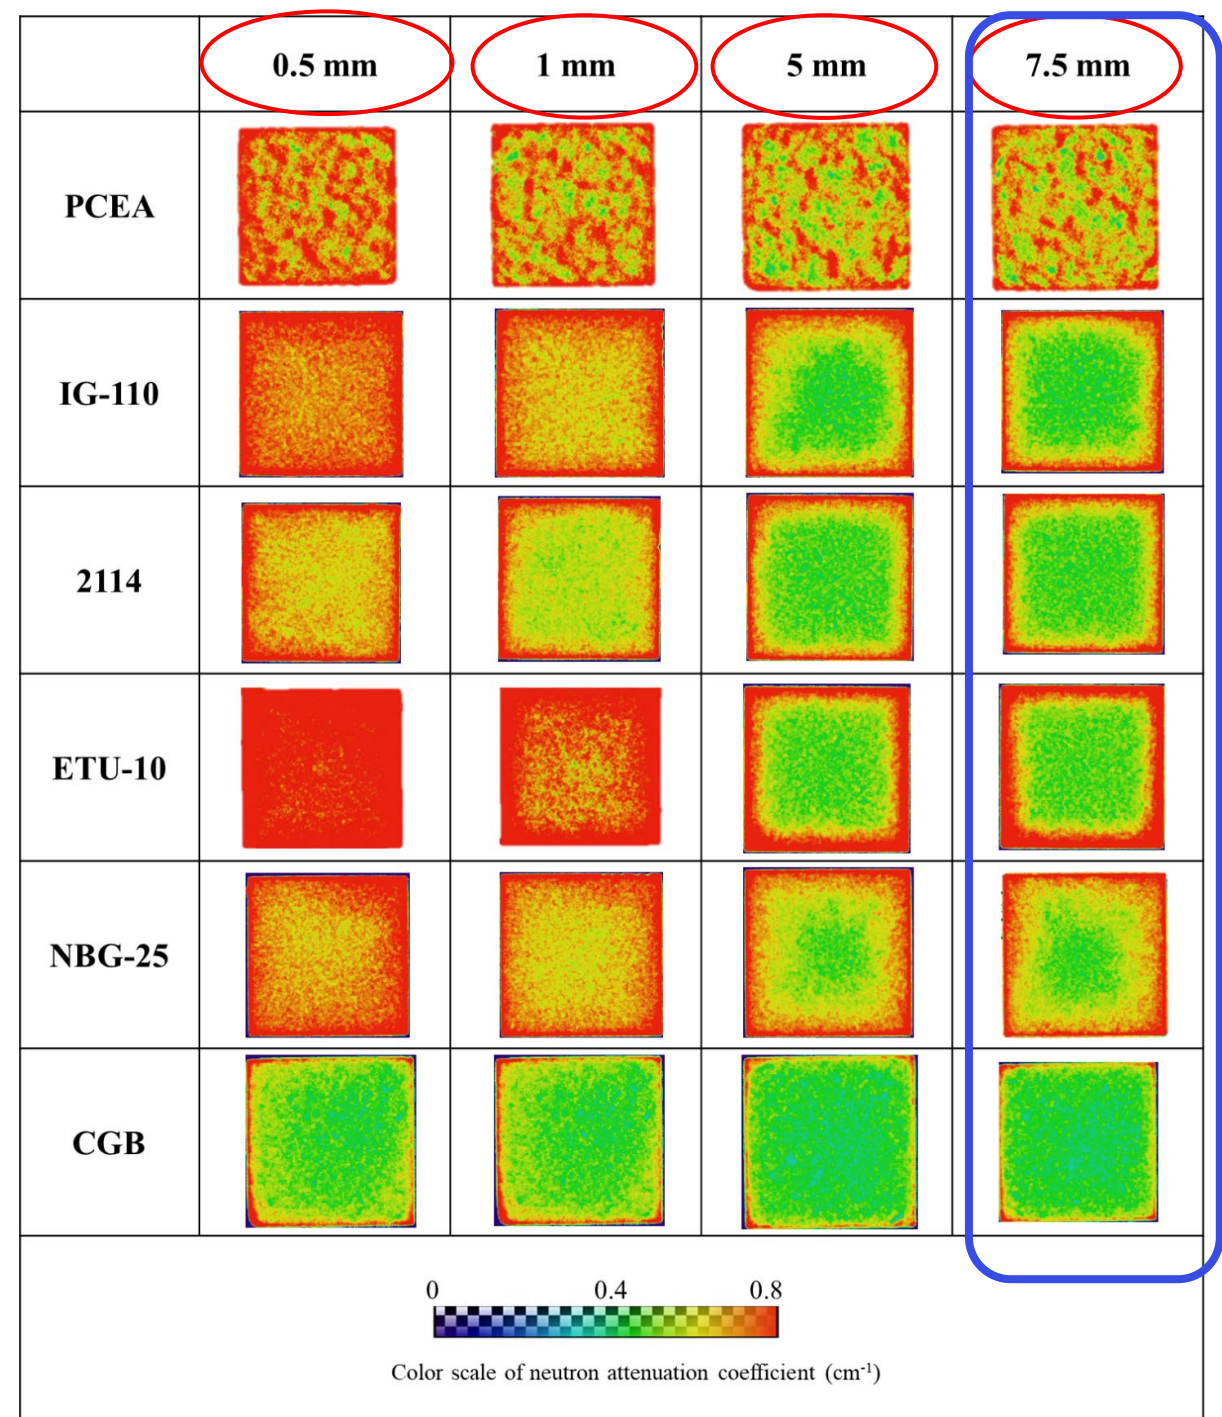 0.5 mm 1 mm 5 mm 7.5 mm
PCEA
IG-110
2114
ETU-10
NBG-25
CGB
0 0.4 0.8
Color scale of neutron attenuation coefficient (cm⁻¹)